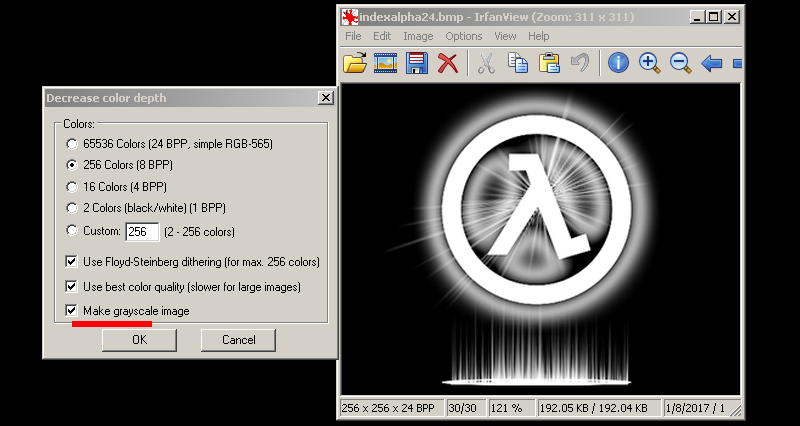 indexalpha24.bmp - IrfanView (Zoom: 311 x 311)
File Edit Image Options View Help
Decrease color depth
Colors:
65536 Colors (24 BPP, simple RGB-565)
256 Colors (8 BPP)
16 Colors (4 BPP)
2 Colors (black/white) (1 BPP)
Custom: 256 (2 - 256 colors)
Use Floyd-Steinberg dithering (for max. 256 colors)
Use best color quality (slower for large images)
Make grayscale image
OK Cancel
256 x 256 x 24 BPP 30/30 121 % 192.05 KB / 192.04 KB 1/8/2017 / 1